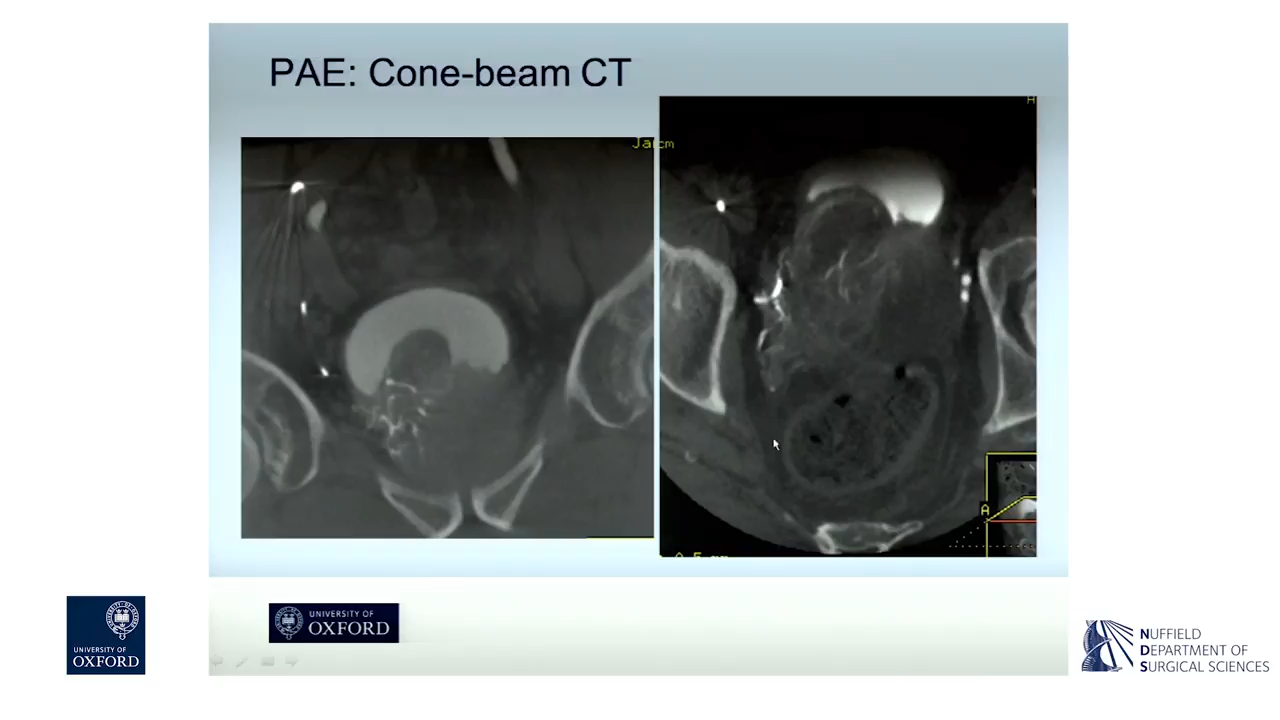 PAE: Cone-beam CT
H
A
UNIVERSITY OF
OXFORD
UNIVERSITY OF
OXFORD
NUFFIELD
DEPARTMENT OF
SURGICAL SCIENCES